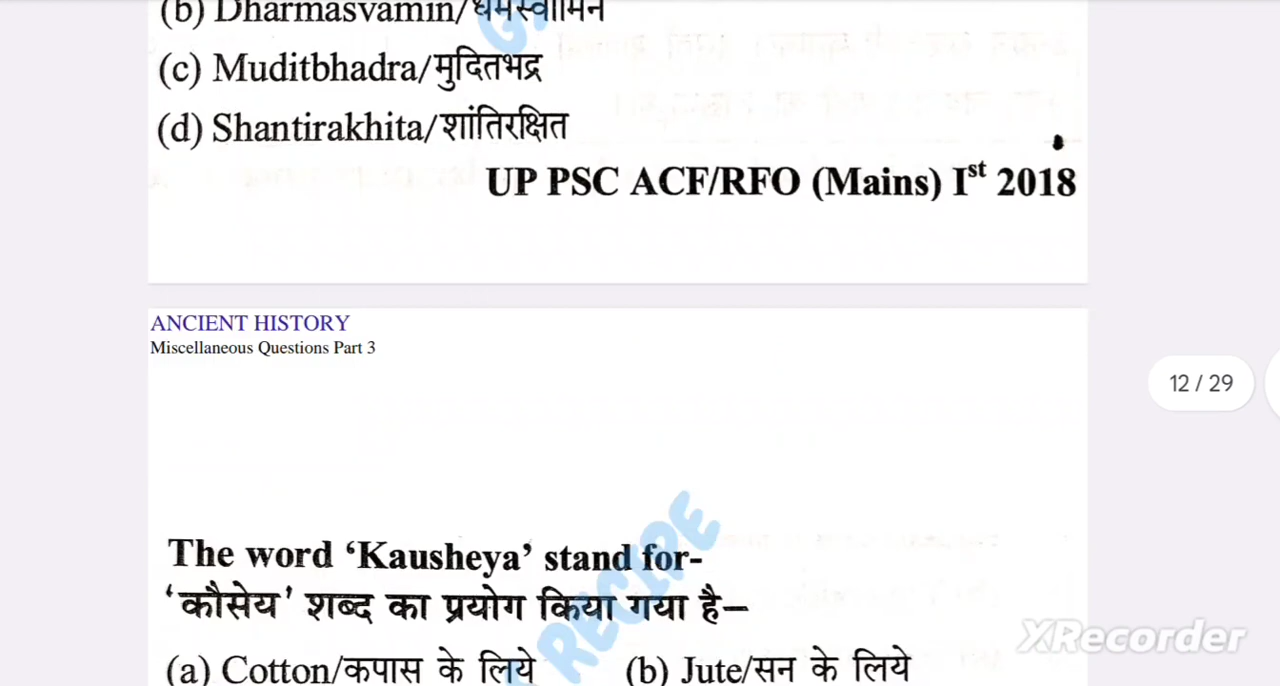 (b) Dharmasvamin/धर्मस्वामिन
(c) Muditbhadra/मुदितभद्र
(d) Shantirakhita/शांतिरक्षित
UP PSC ACF/RFO (Mains) Ist 2018
ANCIENT HISTORY
Miscellaneous Questions Part 3
12 / 29
RECIPE
The word ‘Kausheya’ stand for-
‘कौसेय’ शब्द का प्रयोग किया गया है–
XRecorder
(a) Cotton/कपास के लिये (b) Jute/सन के लिये